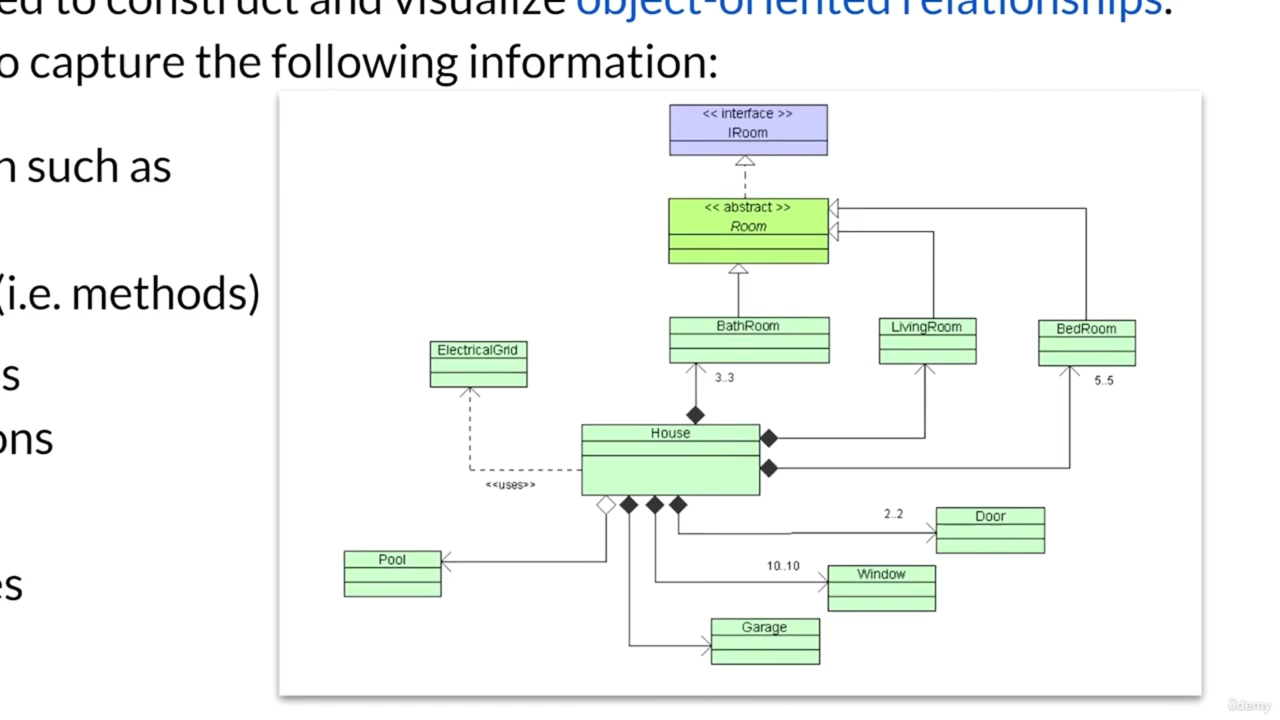 ed to construct and visualize object-oriented relationships.
o capture the following information:
n such as
(i.e. methods)
s
ons
es
<< interface >>
IRoom
<< abstract >>
Room
BathRoom
LivingRoom
BedRoom
ElectricalGrid
3..3
5..5
House
<<uses>>
2..2
Door
Pool
10..10
Window
Garage
ûdemy